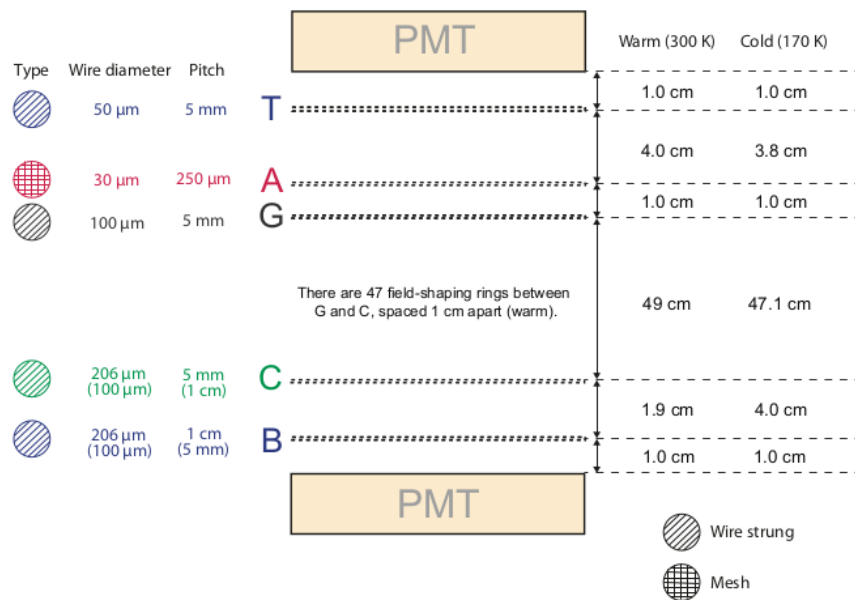 PMT
Warm (300 K) Cold (170 K)
Type Wire diameter Pitch
1.0 cm 1.0 cm
50 µm 5 mm T
4.0 cm 3.8 cm
30 µm 250 µm A
1.0 cm 1.0 cm
100 µm 5 mm G
There are 47 field-shaping rings between
G and C, spaced 1 cm apart (warm).
49 cm 47.1 cm
206 µm 5 mm C
(100 µm) (1 cm)
1.9 cm 4.0 cm
206 µm 1 cm B
(100 µm) (5 mm)
1.0 cm 1.0 cm
PMT
Wire strung
Mesh